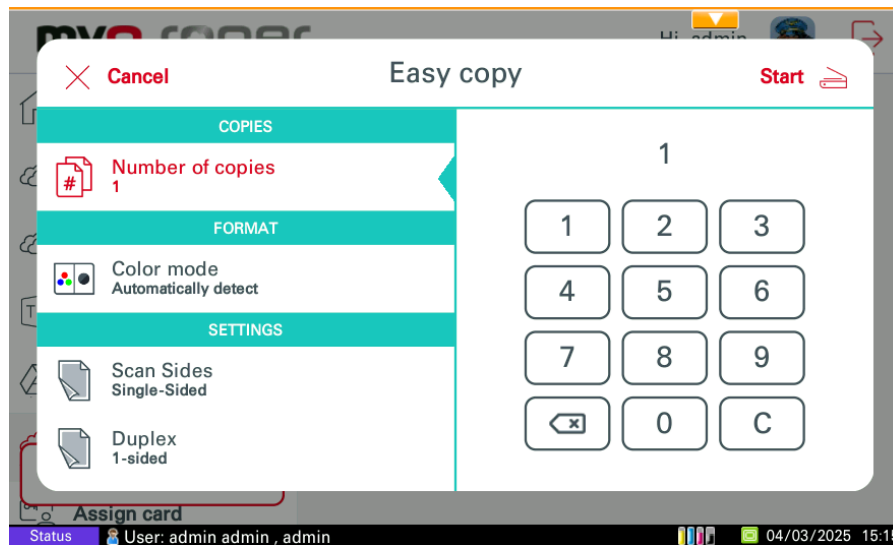 Hi, admin
Cancel
Easy copy
Start
COPIES
Number of copies
1
#
FORMAT
Color mode
Automatically detect
SETTINGS
Scan Sides
Single-Sided
Duplex
1-sided
1
1 2 3
4 5 6
7 8 9
0 C
Assign card
Status
User: admin admin , admin
04/03/2025 15:15